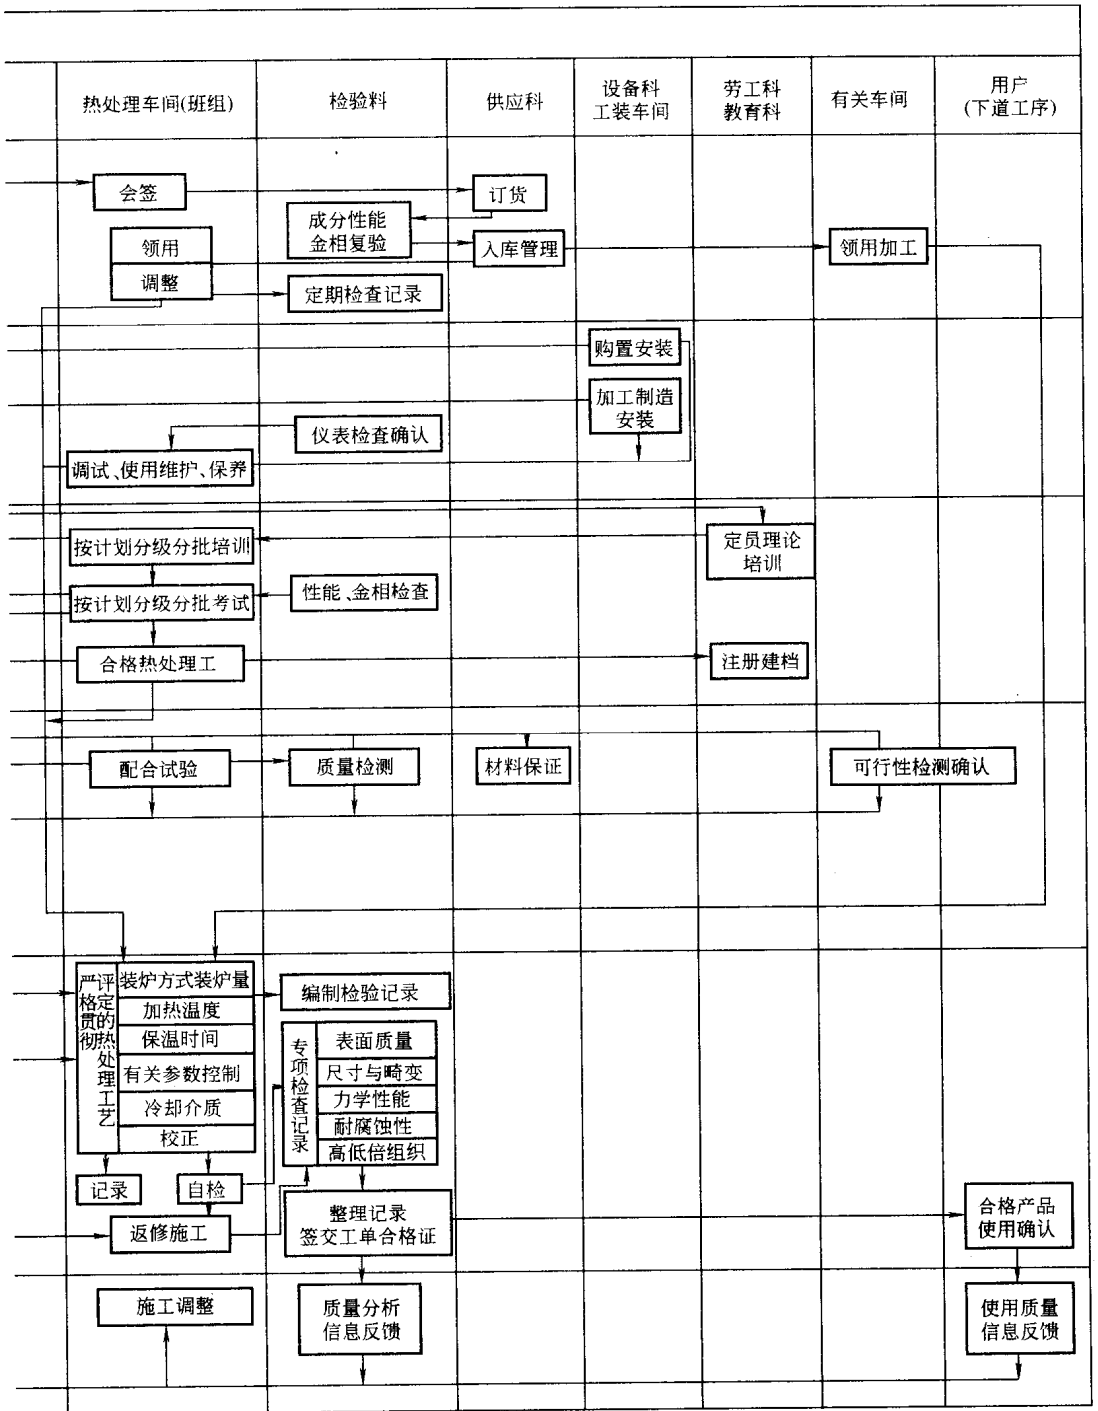 热处理车间(班组)
检验料
供应科
设备科
工装车间
劳工科
教育科
有关车间
用户
(下道工序)
会签
订货
成分性能
金相复验
领用
入库管理
领用加工
调整
定期检查记录
购置安装
加工制造
安装
仪表检查确认
调试、使用维护、保养
按计划分级分批培训
定员理论
培训
按计划分级分批考试
性能、金相检查
合格热处理工
注册建档
配合试验
质量检测
材料保证
可行性检测确认
严格贯彻
评定的热处理工艺
装炉方式装炉量
加热温度
保温时间
有关参数控制
冷却介质
校正
编制检验记录
专项检查记录
表面质量
尺寸与畸变
力学性能
耐腐蚀性
高低倍组织
记录
自检
返修施工
整理记录
签交工单合格证
合格产品
使用确认
施工调整
质量分析
信息反馈
使用质量
信息反馈